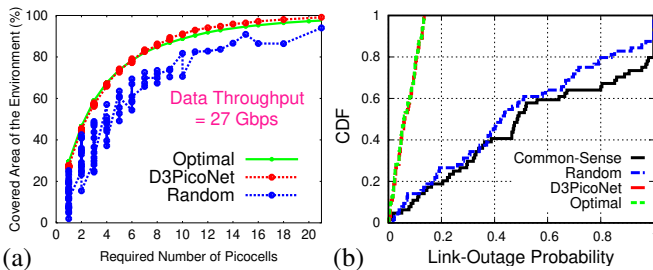 Covered Area of the Environment (%)
100
80
60
40
20
0
Data Throughput
= 27 Gbps
Optimal
D3PicoNet
Random
0 2 4 6 8 10 12 14 16 18 20
Required Number of Picocells
(a)
CDF
1
0.8
0.6
0.4
0.2
0
Common-Sense
Random
D3PicoNet
Optimal
0 0.2 0.4 0.6 0.8 1
Link-Outage Probability
(b)